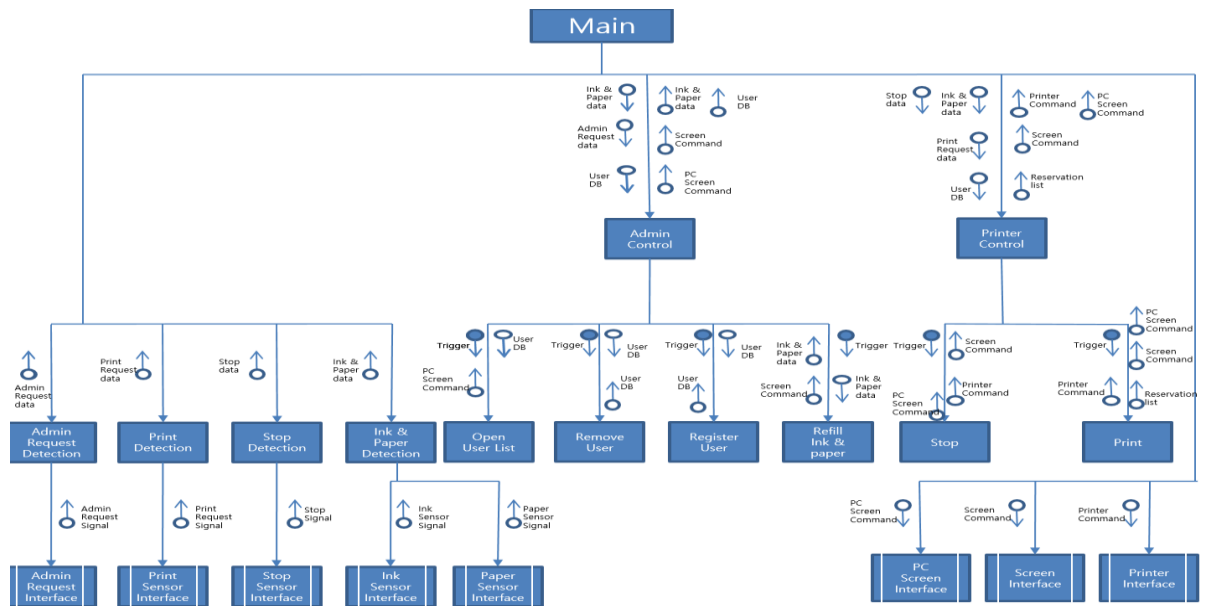 Main
Ink &
Paper
data
Ink &
Paper
data
User
DB
Admin
Request
data
Screen
Command
User
DB
PC
Screen
Command
Stop
data
Ink &
Paper
data
Printer
Command
PC
Screen
Command
Print
Request
data
Screen
Command
User
DB
Reservation
list
Admin
Control
Printer
Control
Admin
Request
data
Print
Request
data
Stop
data
Ink &
Paper
data
Trigger
User
DB
PC
Screen
Command
Trigger
User
DB
User
DB
Trigger
User
DB
User
DB
Ink &
Paper
data
Trigger
Screen
Command
Ink &
Paper
data
Trigger
Screen
Command
PC
Screen
Command
Printer
Command
Trigger
PC
Screen
Command
Screen
Command
Printer
Command
Reservation
list
Admin
Request
Detection
Print
Detection
Stop
Detection
Ink &
Paper
Detection
Open
User List
Remove
User
Register
User
Refill
Ink &
paper
Stop
Print
Admin
Request
Signal
Print
Request
Signal
Stop
Signal
Ink
Sensor
Signal
Paper
Sensor
Signal
PC
Screen
Command
Screen
Command
Printer
Command
Admin
Request
Interface
Print
Sensor
Interface
Stop
Sensor
Interface
Ink
Sensor
Interface
Paper
Sensor
Interface
PC
Screen
Interface
Screen
Interface
Printer
Interface